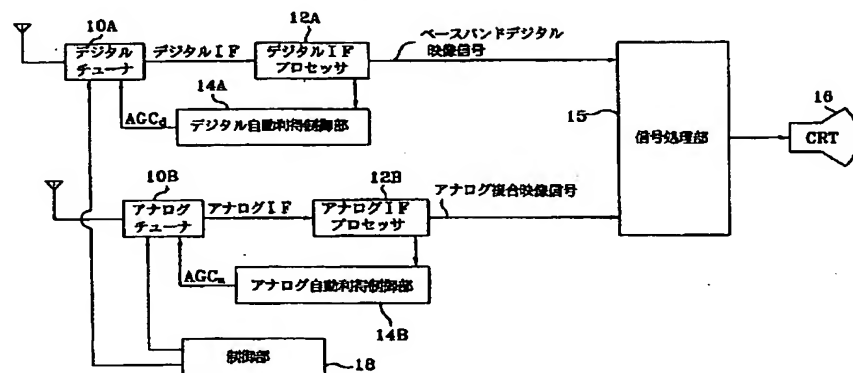 10A
デジタル
チューナ
デジタルIF
12A
デジタルIF
プロセッサ
ベースバンドデジタル
映像信号
14A
AGCd
デジタル自動利得制御部
15
信号処理部
16
CRT
10B
アナログ
チューナ
アナログIF
12B
アナログIF
プロセッサ
アナログ複合映像信号
AGCn
アナログ自動利得制御部
14B
制御部
18